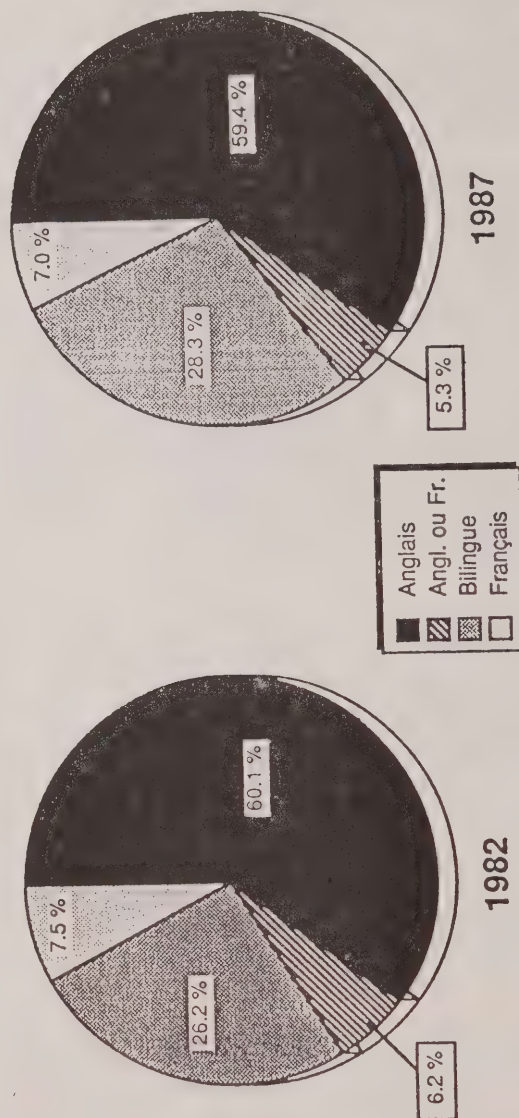 7.5 %
60.1 %
26.2 %
6.2 %
1982
Anglais
Angl. ou Fr.
Bilingue
Français
7.0 %
59.4 %
28.3 %
5.3 %
1987